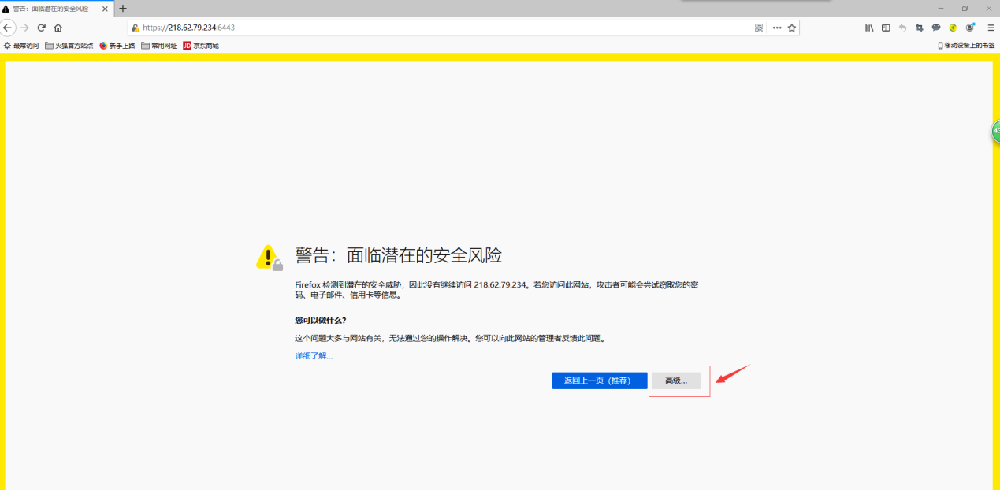 警告：面临潜在的安全风险
https://218.62.79.234:6443
最常访问 火狐官方站点 新手上路 常用网址 JD 京东商城 移动设备上的书签
警告：面临潜在的安全风险
Firefox 检测到潜在的安全威胁，因此没有继续访问 218.62.79.234。若您访问此网站，攻击者可能会尝试窃取您的密
码、电子邮件、信用卡等信息。
您可以做什么?
这个问题大多与网站有关，无法通过您的操作解决。您可以向此网站的管理者反馈此问题。
详细了解...
返回上一页（推荐） 高级...